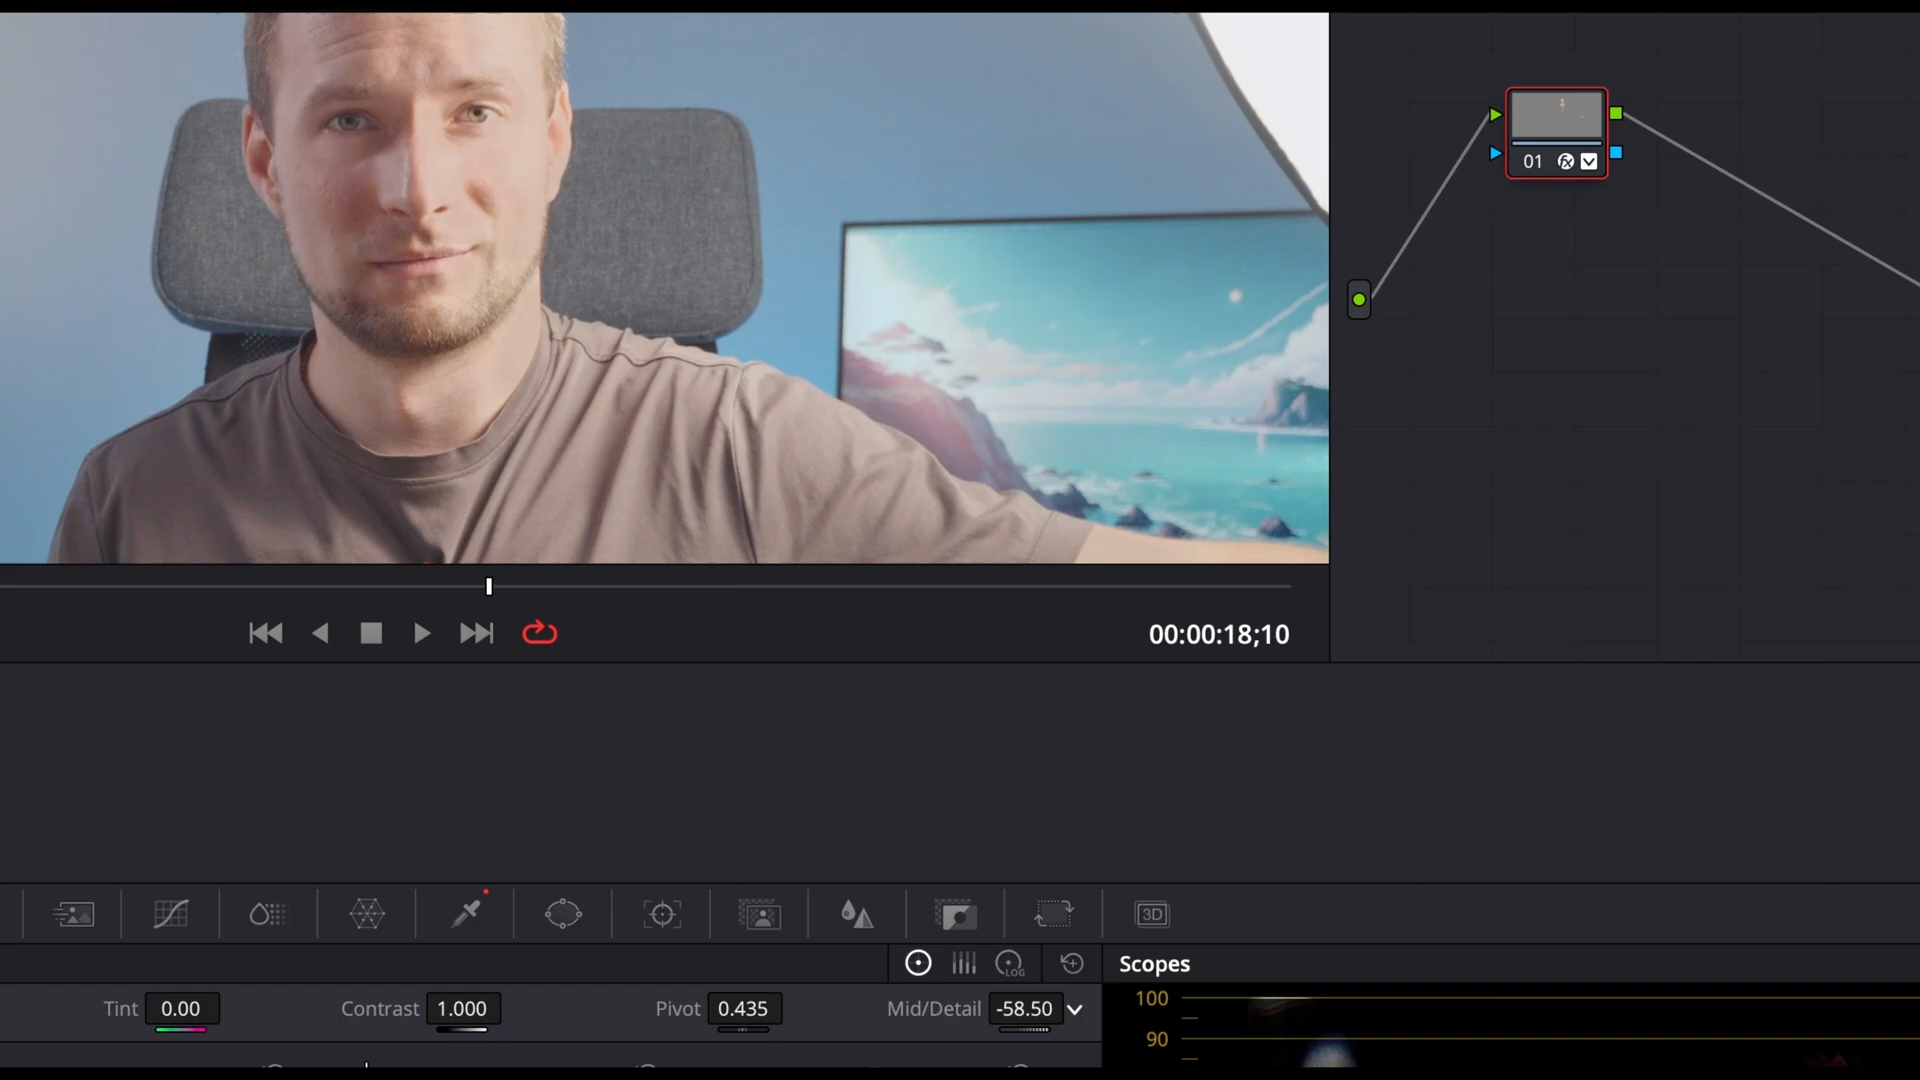 01
00:00:18;10
LOG
3D
Scopes
Tint 0.00 Contrast 1.000 Pivot 0.435 Mid/Detail -58.50
100
90